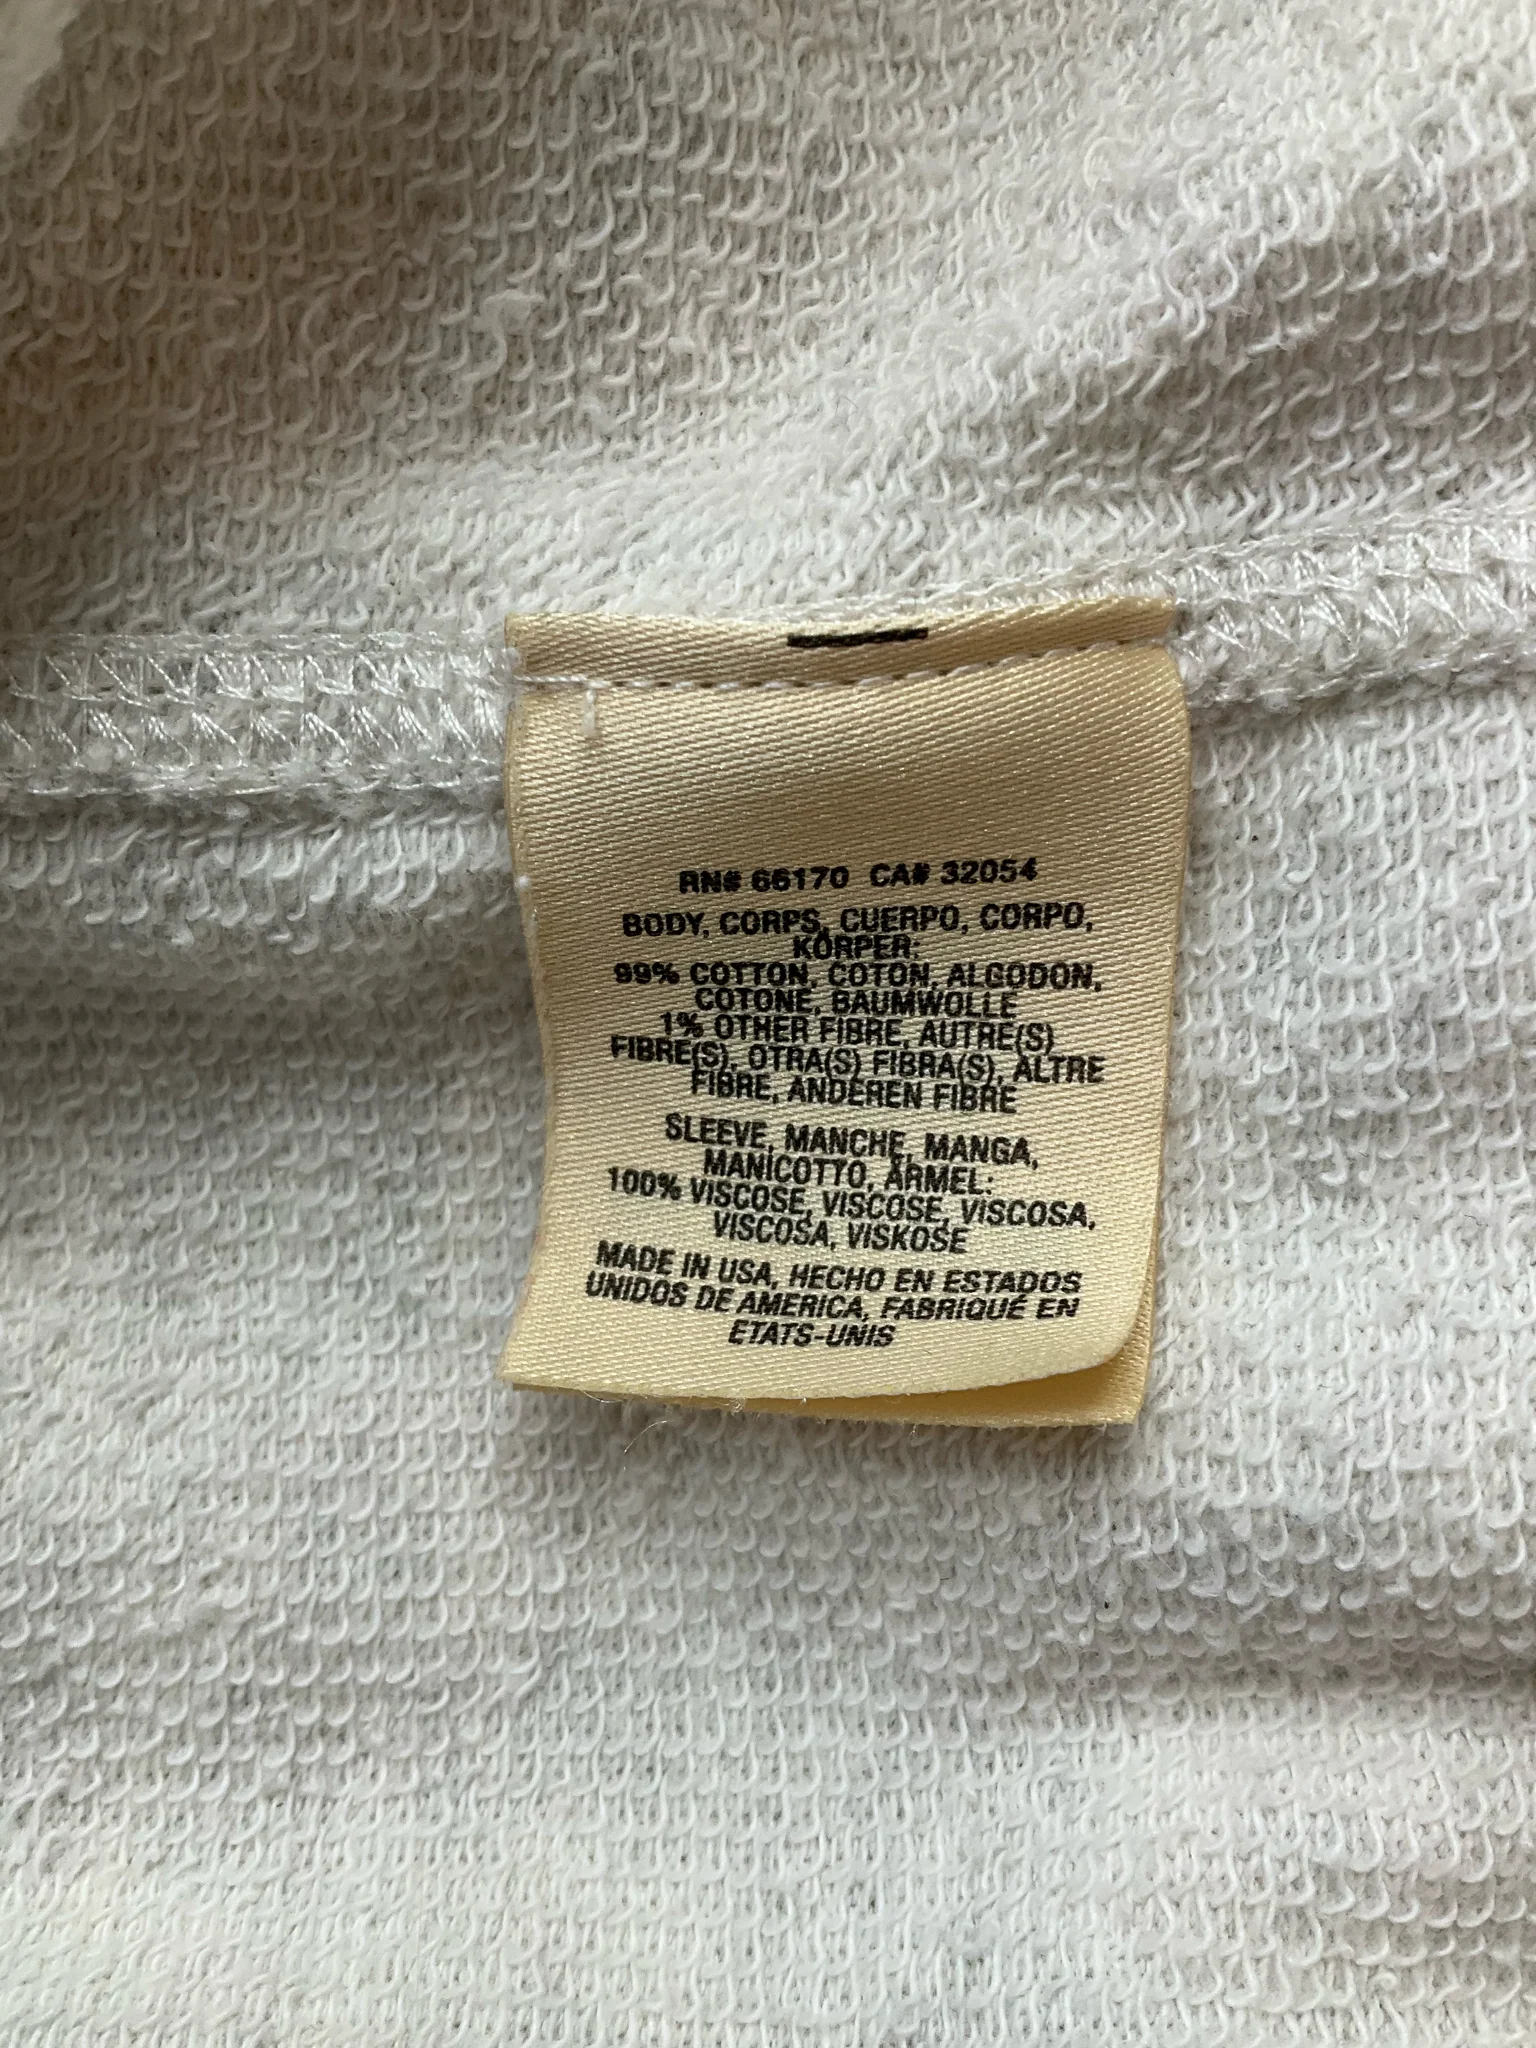 RN# 66170 CA# 32054
BODY, CORPS, CUERPO, CORPO,
KÖRPER:
99% COTTON, COTON, ALGODON,
COTONE, BAUMWOLLE
1% OTHER FIBRE, AUTRE(S)
FIBRE(S), OTRA(S) FIBRA(S), ALTRE
FIBRE, ANDEREN FIBRE
SLEEVE, MANCHE, MANGA,
MANICOTTO, ÄRMEL:
100% VISCOSE, VISCOSE, VISCOSA,
VISCOSA, VISKOSE
MADE IN USA, HECHO EN ESTADOS
UNIDOS DE AMERICA, FABRIQUÉ EN
ETATS-UNIS